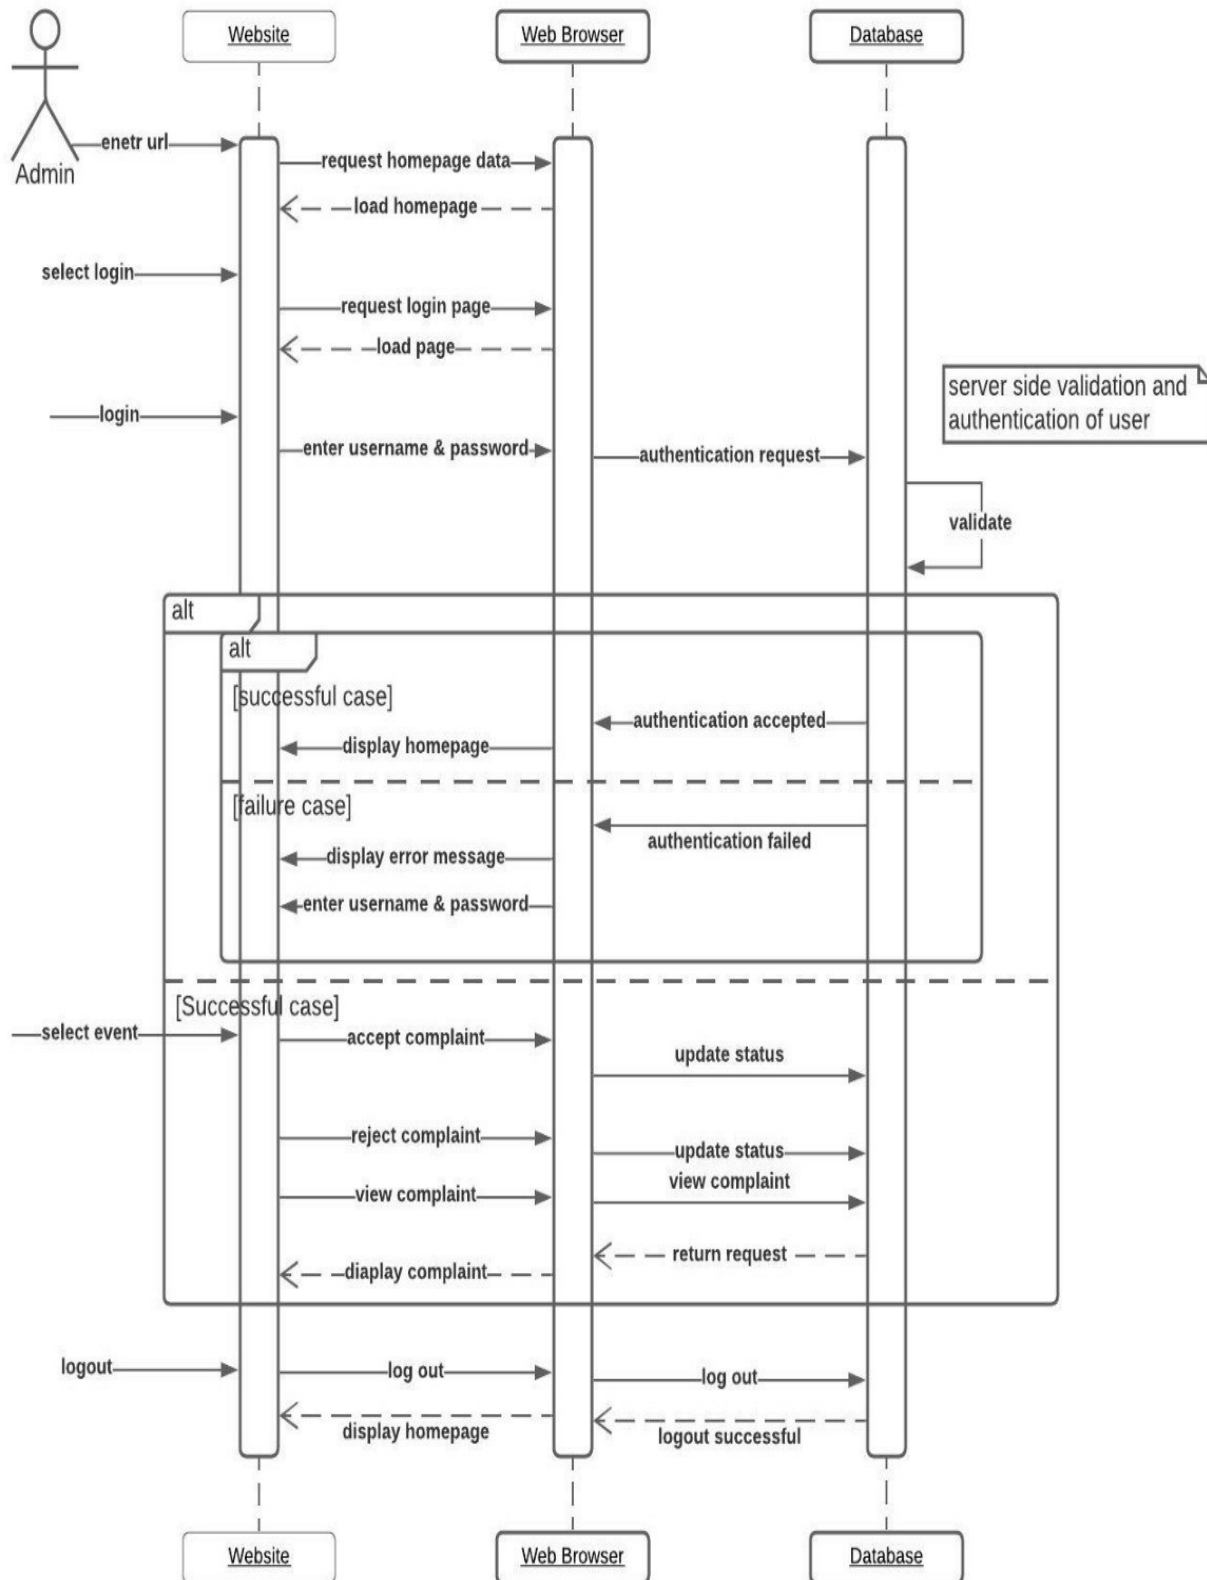 Website
Web Browser
Database
enetr url
Admin
request homepage data
load homepage
select login
request login page
load page
server side validation and
authentication of user
login
enter username & password
authentication request
validate
alt
alt
[successful case]
authentication accepted
display homepage
[failure case]
authentication failed
display error message
enter username & password
[Successful case]
select event
accept complaint
update status
reject complaint
update status
view complaint
view complaint
return request
diaplay complaint
logout
log out
log out
display homepage
logout successful
Website
Web Browser
Database